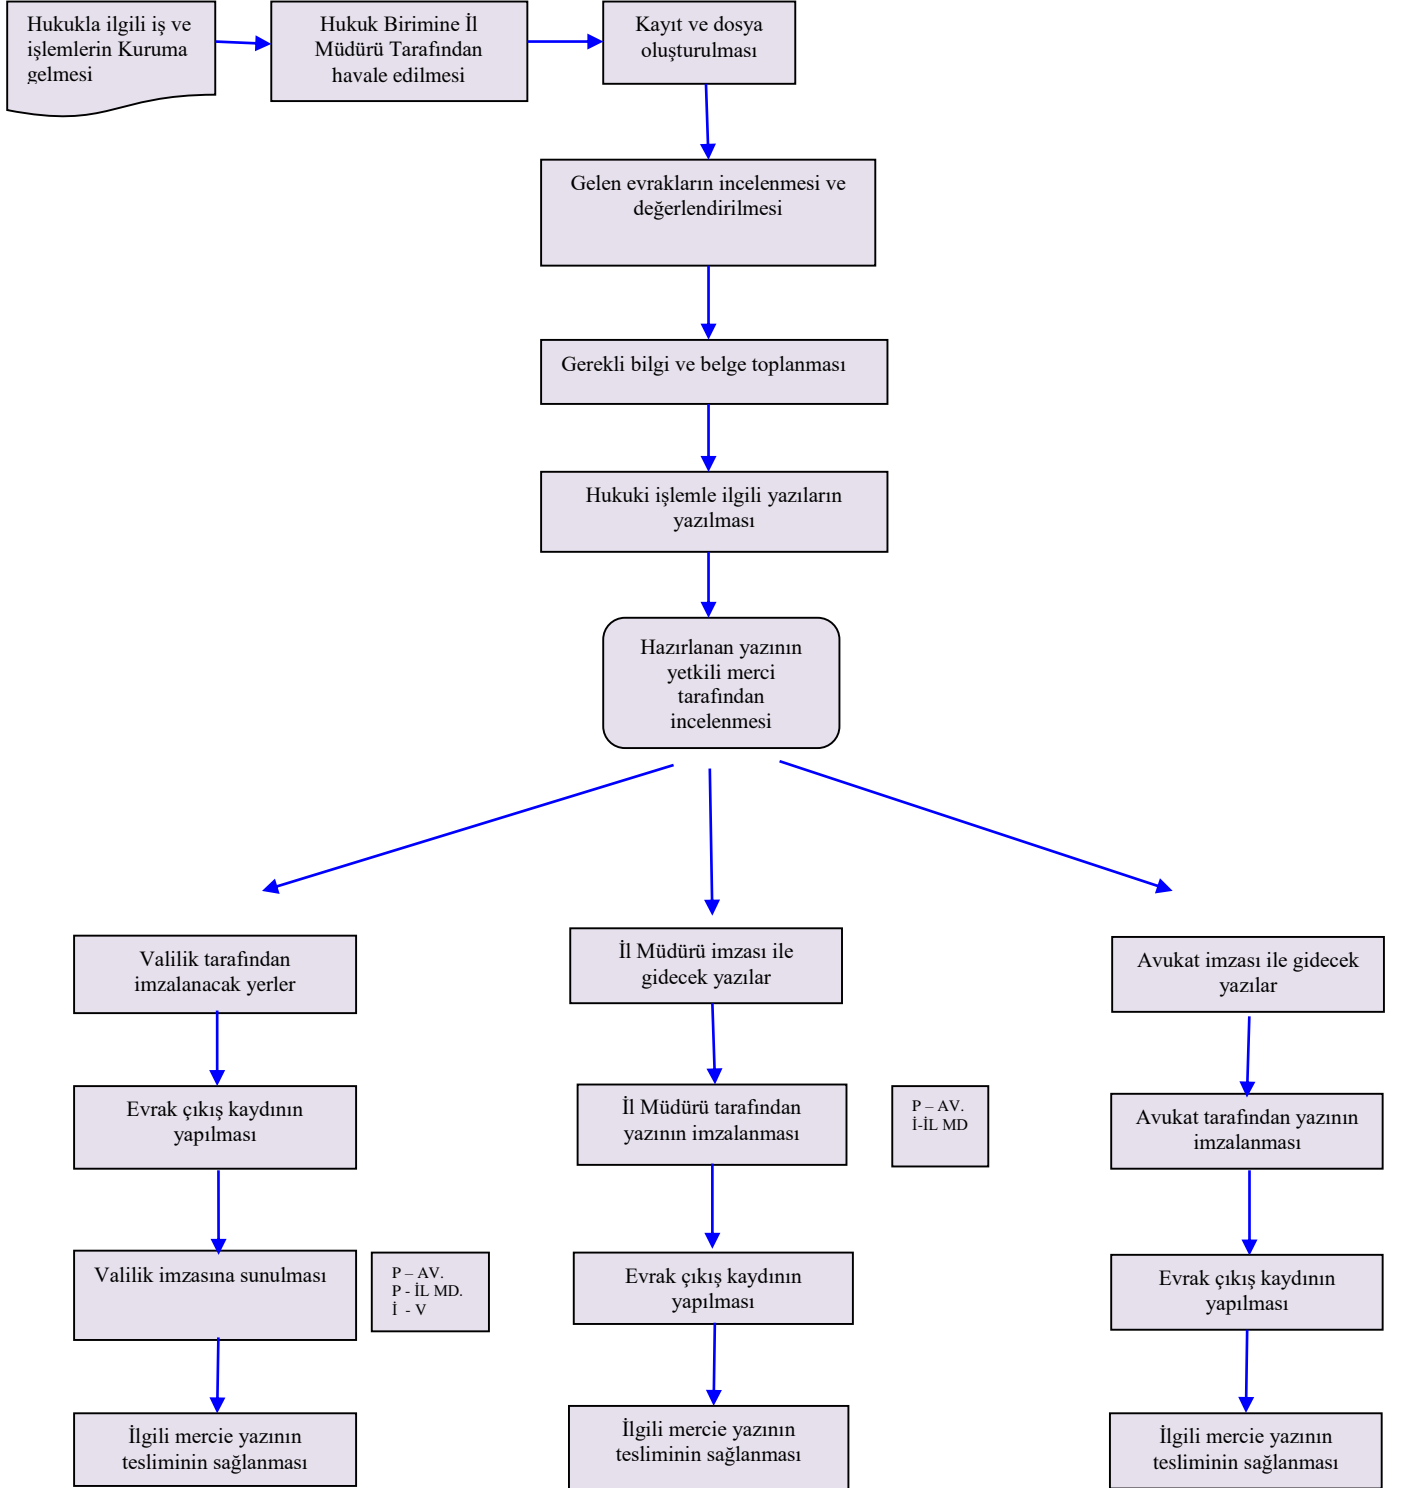 Hukukla ilgili iş ve
işlemlerin Kuruma
gelmesi
Hukuk Birimine İl
Müdürü Tarafından
havale edilmesi
Kayıt ve dosya
oluşturulması
Gelen evrakların incelenmesi ve
değerlendirilmesi
Gerekli bilgi ve belge toplanması
Hukuki işlemle ilgili yazıların
yazılması
Hazırlanan yazının
yetkili merci
tarafından
incelenmesi
Valilik tarafından
imzalanacak yerler
Evrak çıkış kaydının
yapılması
Valilik imzasına sunulması
P – AV.
P - İL MD.
İ - V
İlgili mercie yazının
tesliminin sağlanması
İl Müdürü imzası ile
gidecek yazılar
İl Müdürü tarafından
yazının imzalanması
P – AV.
İ-İL MD
Evrak çıkış kaydının
yapılması
İlgili mercie yazının
tesliminin sağlanması
Avukat imzası ile gidecek
yazılar
Avukat tarafından yazının
imzalanması
Evrak çıkış kaydının
yapılması
İlgili mercie yazının
tesliminin sağlanması